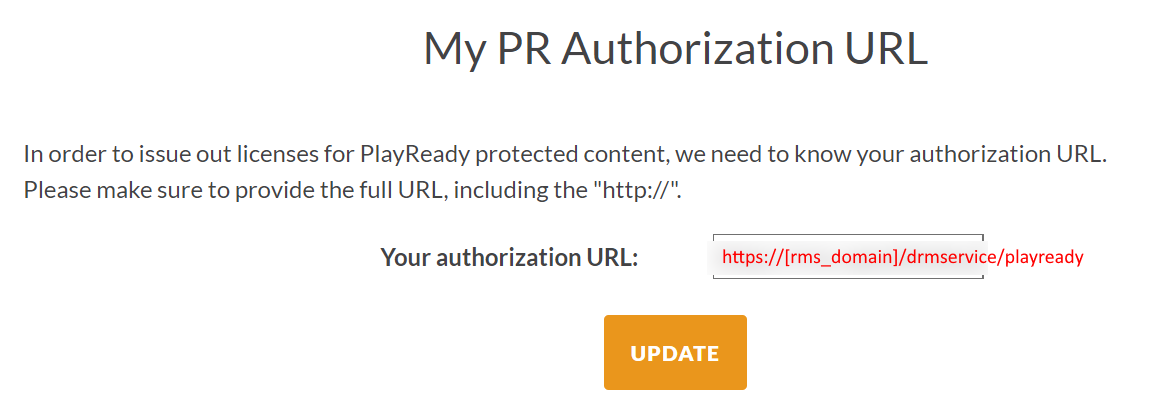 My PR Authorization URL
In order to issue out licenses for PlayReady protected content, we need to know your authorization URL.
Please make sure to provide the full URL, including the "http://".
Your authorization URL: https://[rms_domain]/drmservice/playready
UPDATE